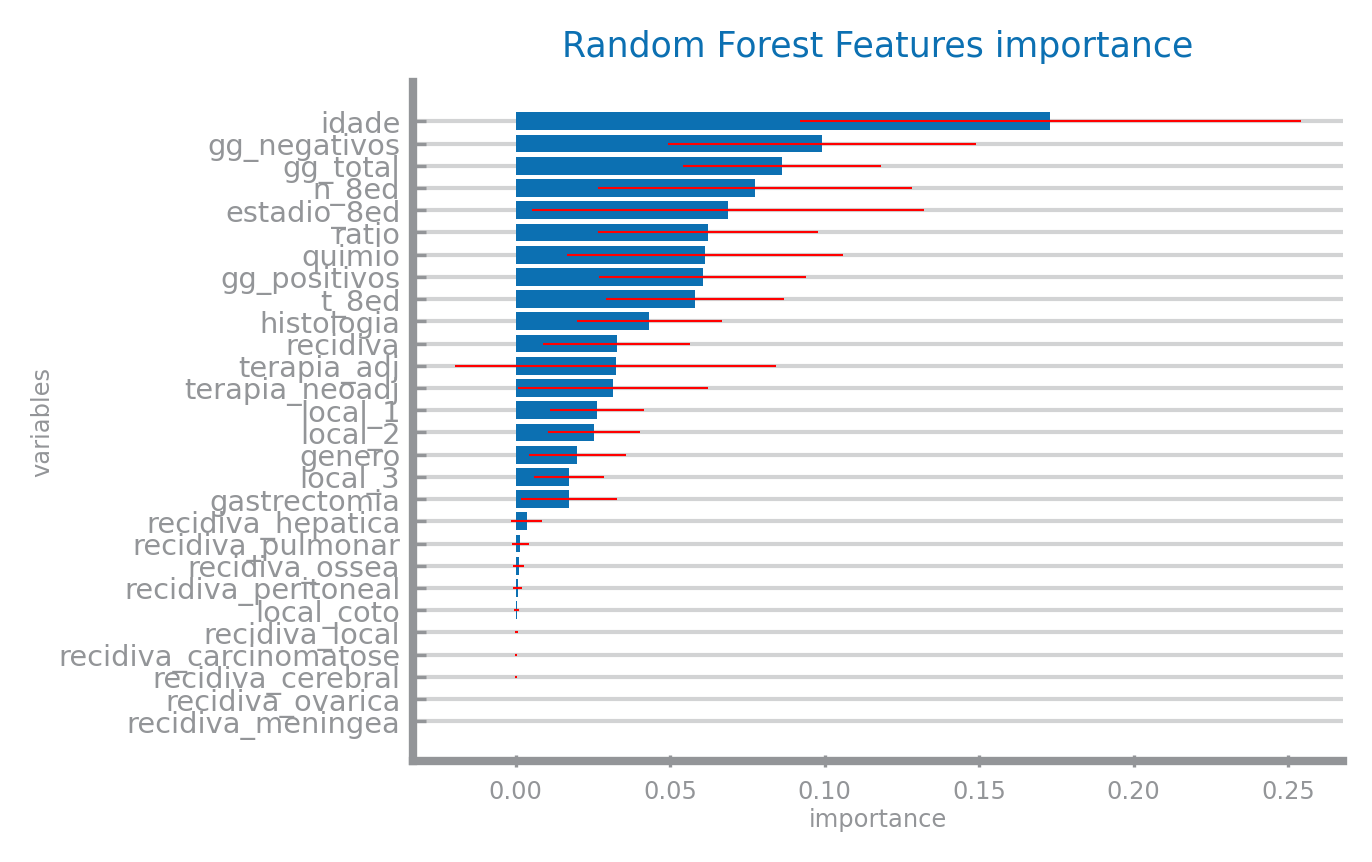 Random Forest Features importance
idade
gg_negativos
gg_total
n_8ed
estadio_8ed
ratio
quimio
gg_positivos
t_8ed
histologia
recidiva
terapia_adj
terapia_neoadj
local_1
local_2
genero
local_3
gastrectomia
recidiva_hepatica
recidiva_pulmonar
recidiva_ossea
recidiva_peritoneal
local_coto
recidiva_local
recidiva_carcinomatose
recidiva_cerebral
recidiva_ovarica
recidiva_meningea
variables
0.00 0.05 0.10 0.15 0.20 0.25
importance